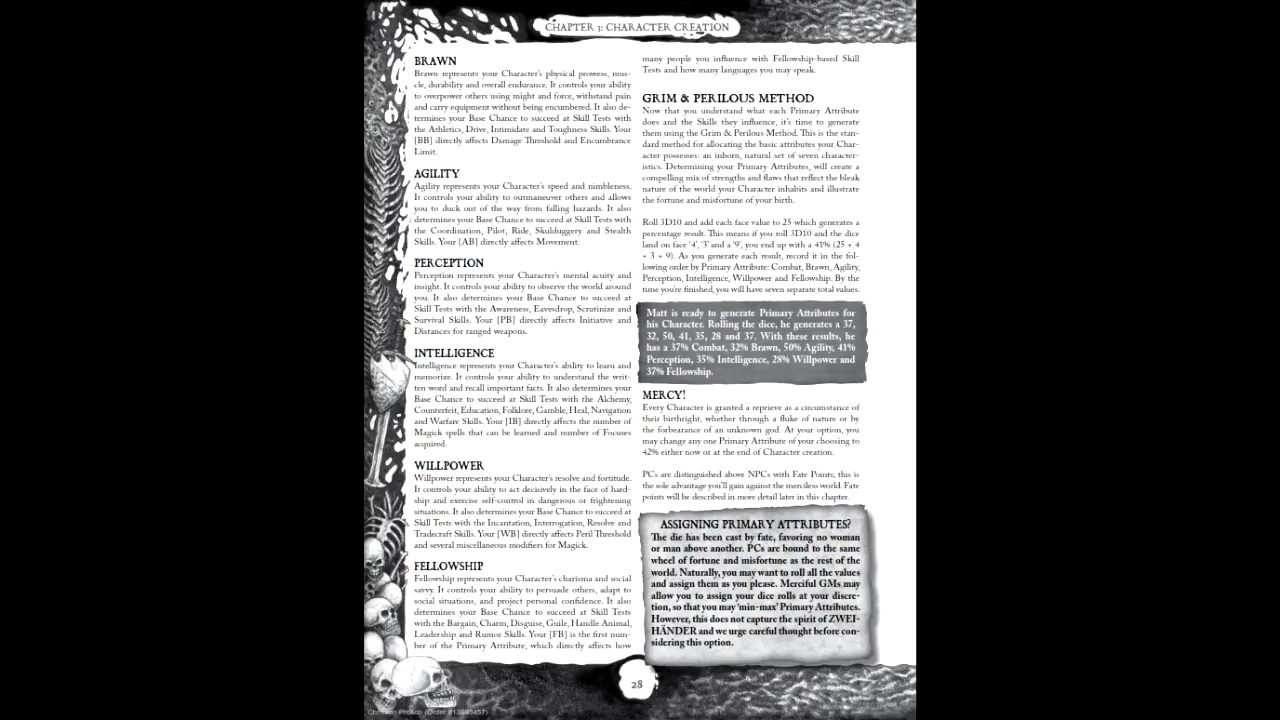 CHAPTER 3: CHARACTER CREATION
BRAWN
Brawn represents your Character's physical prowess, mus-
cle, durability and overall endurance. It controls your ability
to overpower others using might and force, withstand pain
and carry equipment without being encumbered. It also de-
termines your Base Chance to succeed at Skill Tests with
the Athletics, Drive, Intimidate and Toughness Skills. Your
[BB] directly affects Damage Threshold and Encumbrance
Limit.
AGILITY
Agility represents your Character's speed and nimbleness.
It controls your ability to outmaneuver others and allows
you to duck out of the way from falling hazards. It also
determines your Base Chance to succeed at Skill Tests with
the Coordination, Pilot, Ride, Skulduggery and Stealth
Skills. Your [AB] directly affects Movement.
PERCEPTION
Perception represents your Character's mental acuity and
insight. It controls your ability to observe the world around
you. It also determines your Base Chance to succeed at
Skill Tests with the Awareness, Eavesdrop, Scrutinize and
Survival Skills. Your [PB] directly affects Initiative and
Distances for ranged weapons.
INTELLIGENCE
Intelligence represents your Character's ability to learn and
memorize. It controls your ability to understand the writ-
ten word and recall important facts. It also determines your
Base Chance to succeed at Skill Tests with the Alchemy,
Counterfeit, Education, Folklore, Gamble, Heal, Navigation
and Warfare Skills. Your [IB] directly affects the number of
Magick spells that can be learned and number of Focuses
acquired.
WILLPOWER
Willpower represents your Character's resolve and fortitude.
It controls your ability to act decisively in the face of hard-
ship and exercise self-control in dangerous or frightening
situations. It also determines your Base Chance to succeed at
Skill Tests with the Incantation, Interrogation, Resolve and
Tradecraft Skills. Your [WB] directly affects Peril Threshold
and several miscellaneous modifiers for Magick.
FELLOWSHIP
Fellowship represents your Character's charisma and social
savvy. It controls your ability to persuade others, adapt to
social situations, and project personal confidence. It also
determines your Base Chance to succeed at Skill Tests
with the Bargain, Charm, Disguise, Guile, Handle Animal,
Leadership and Rumor Skills. Your [FB] is the first num-
ber of the Primary Attribute, which directly affects how
many people you influence with Fellowship-based Skill
Tests and how many languages you may speak.
GRIM & PERILOUS METHOD
Now that you understand what each Primary Attribute
does and the Skills they influence, it's time to generate
them using the Grim & Perilous Method. This is the stan-
dard method for allocating the basic attributes your Char-
acter possesses: an inborn, natural set of seven character-
istics. Determining your Primary Attributes, will create a
compelling mix of strengths and flaws that reflect the bleak
nature of the world your Character inhabits and illustrate
the fortune and misfortune of your birth.
Roll 3D10 and add each face value to 25 which generates a
percentage result. This means if you roll 3D10 and the dice
land on face '4', '3' and a '9', you end up with a 41% (25 + 4
+ 3 + 9). As you generate each result, record it in the fol-
lowing order by Primary Attribute: Combat, Brawn, Agility,
Perception, Intelligence, Willpower and Fellowship. By the
time you're finished, you will have seven separate total values.
Matt is ready to generate Primary Attributes for
his Character. Rolling the dice, he generates a 37,
32, 50, 41, 35, 28 and 37. With these results, he
has a 37% Combat, 32% Brawn, 50% Agility, 41%
Perception, 35% Intelligence, 28% Willpower and
37% Fellowship.
MERCY!
Every Character is granted a reprieve as a circumstance of
their birthright, whether through a fluke of nature or by
the forbearance of an unknown god. At your option, you
may change any one Primary Attribute of your choosing to
42% either now or at the end of Character creation.
PCs are distinguished above NPCs with Fate Points; this is
the sole advantage you'll gain against the merciless world. Fate
points will be described in more detail later in this chapter.
ASSIGNING PRIMARY ATTRIBUTES?
The die has been cast by fate, favoring no woman
or man above another. PCs are bound to the same
wheel of fortune and misfortune as the rest of the
world. Naturally, you may want to roll all the values
and assign them as you please. Merciful GMs may
allow you to assign your dice rolls at your discre-
tion, so that you may 'min-max' Primary Attributes.
However, this does not capture the spirit of ZWEI-
HÄNDER and we urge careful thought before con-
sidering this option.
28